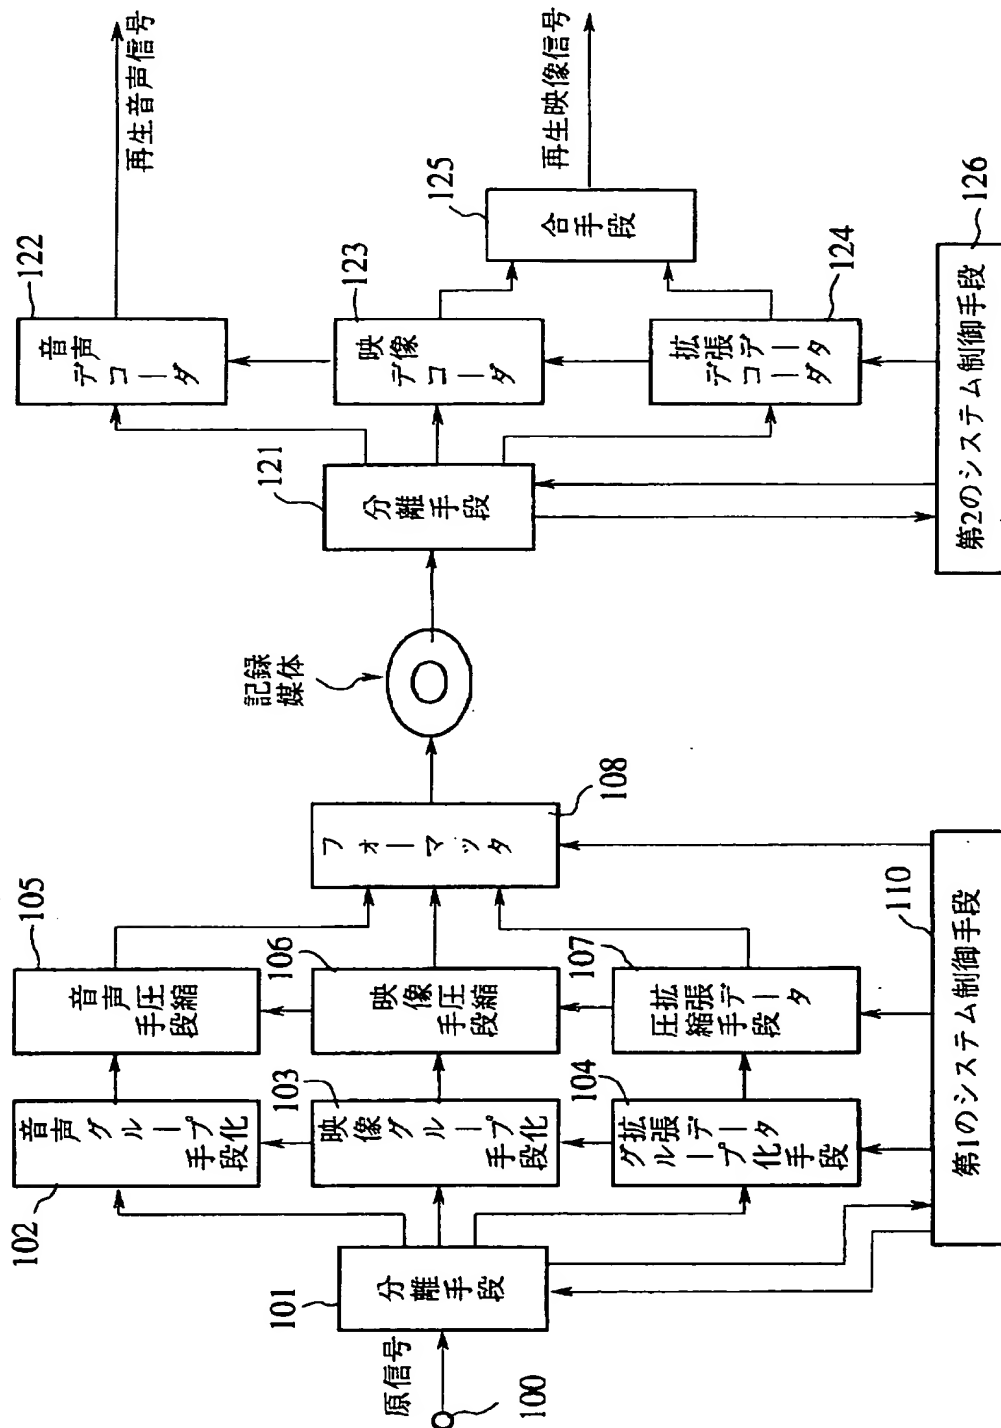 原信号
100
101
分離手段
102
音声グループ化
手段
103
映像グループ化
手段
104
拡張データ
グループ化手段
105
音声圧縮
手段
106
映像圧縮
手段
107
拡張データ
圧縮手段
108
フォーマッタ
110
第1のシステム制御手段
記録
媒体
121
分離手段
122
音声
デコーダ
再生音声信号
123
映像
デコーダ
124
拡張データ
デコーダ
125
合手段
再生映像信号
126
第2のシステム制御手段